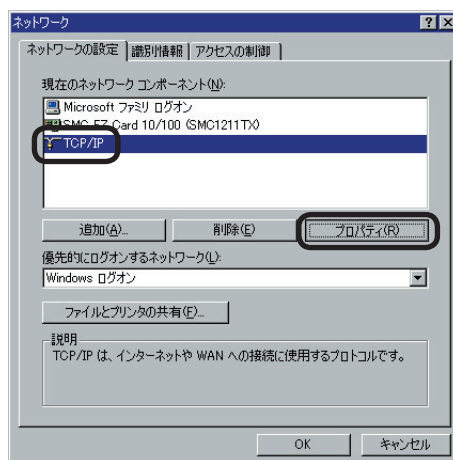 ネットワーク
ネットワークの設定 識別情報 アクセスの制御
現在のネットワーク コンポーネント(N):
Microsoft ファミリ ログオン
SMC EZ Card 10/100 (SMC1211TX)
TCP/IP
追加(A)... 削除(E) プロパティ(R)
優先的にログオンするネットワーク(L):
Windows ログオン
ファイルとプリンタの共有(F)...
説明
TCP/IP は、インターネットや WAN への接続に使用するプロトコルです。
OK キャンセル